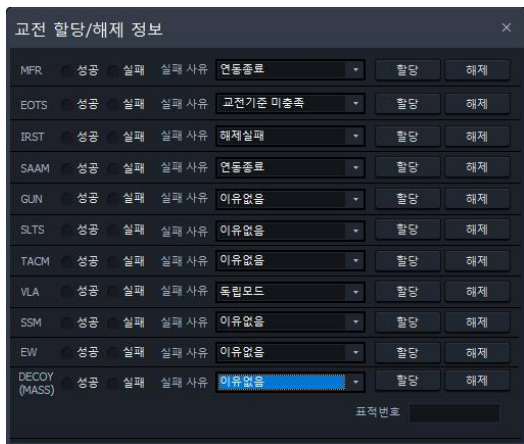 교전 할당/해제 정보 ×
MFR 성공 실패 실패 사유 연동종료 할당 해제
EOTS 성공 실패 실패 사유 교전기준 미충족 할당 해제
IRST 성공 실패 실패 사유 해제실패 할당 해제
SAAM 성공 실패 실패 사유 연동종료 할당 해제
GUN 성공 실패 실패 사유 이유없음 할당 해제
SLTS 성공 실패 실패 사유 이유없음 할당 해제
TACM 성공 실패 실패 사유 이유없음 할당 해제
VLA 성공 실패 실패 사유 독립모드 할당 해제
SSM 성공 실패 실패 사유 이유없음 할당 해제
EW 성공 실패 실패 사유 이유없음 할당 해제
DECOY
(MASS) 성공 실패 실패 사유 이유없음 할당 해제
표적번호